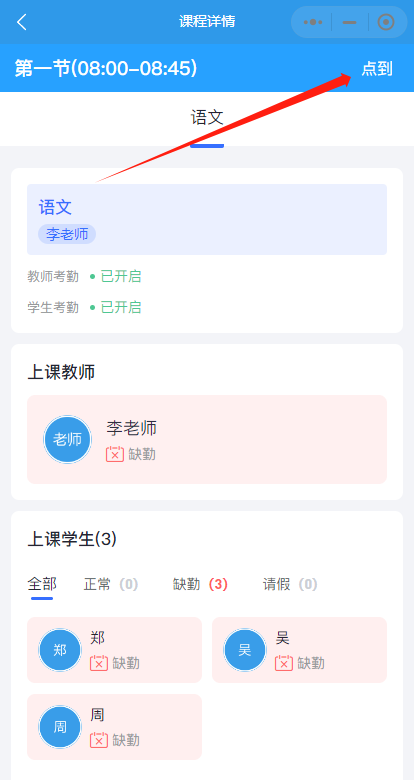 课程详情
第一节(08:00-08:45) 点到
语文
语文
李老师
教师考勤 已开启
学生考勤 已开启
上课教师
老师 李老师
缺勤
上课学生(3)
全部 正常 (0) 缺勤 (3) 请假 (0)
郑 郑 吴 吴
缺勤 缺勤
周 周
缺勤